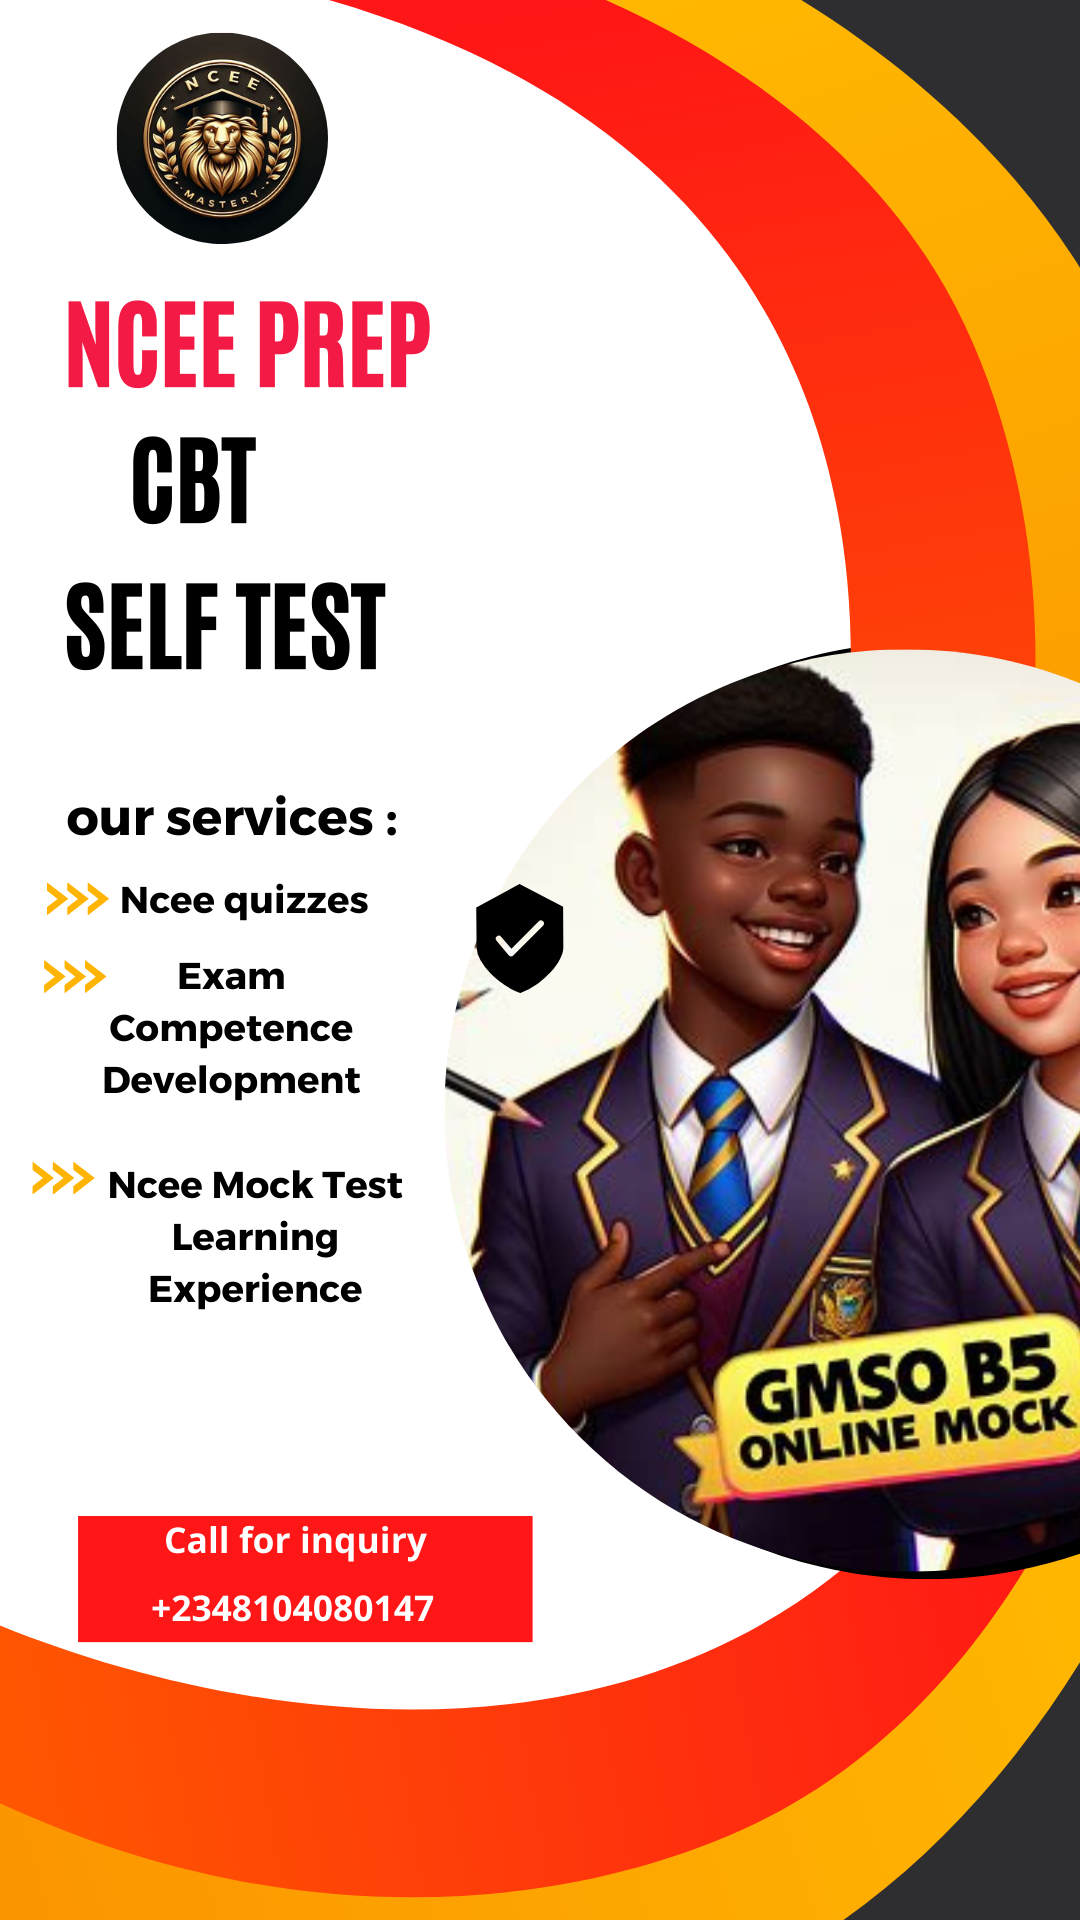 NCEE
MASTERY
NCEE PREP
CBT
SELF TEST
our services :
Ncee quizzes
Exam
Competence
Development
Ncee Mock Test
Learning
Experience
GMSO B5
ONLINE MOCK
Call for inquiry
+2348104080147